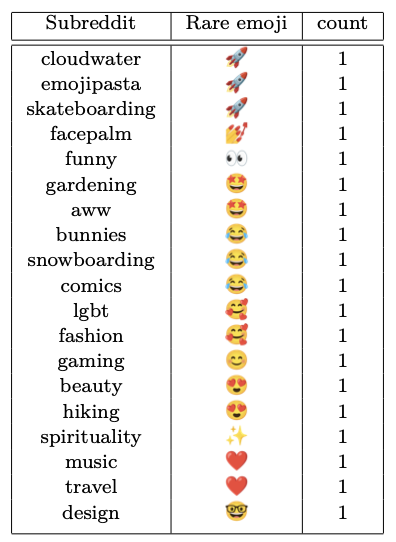 Subreddit Rare emoji count
cloudwater 🚀 1
emojipasta 🚀 1
skateboarding 🚀 1
facepalm 💅 1
funny 👀 1
gardening 🤩 1
aww 🤩 1
bunnies 😂 1
snowboarding 😂 1
comics 😂 1
lgbt 🥰 1
fashion 🥰 1
gaming 😊 1
beauty 😍 1
hiking 😍 1
spirituality ✨ 1
music ❤️ 1
travel ❤️ 1
design 🤓 1